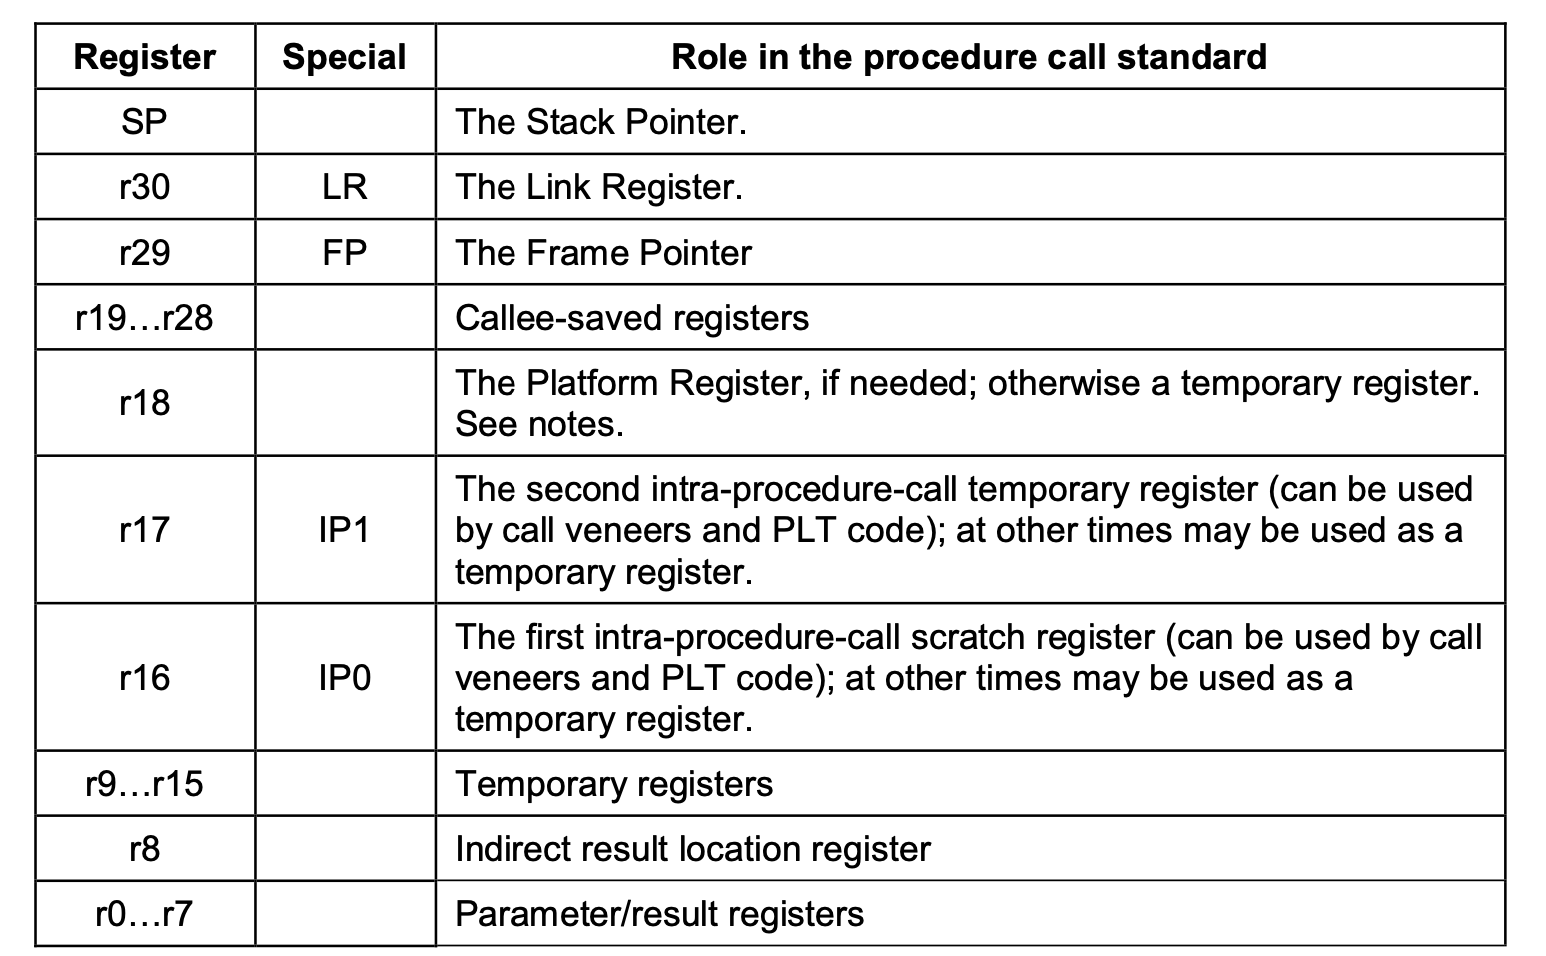 Register Special Role in the procedure call standard
SP The Stack Pointer.
r30 LR The Link Register.
r29 FP The Frame Pointer
r19…r28 Callee-saved registers
r18 The Platform Register, if needed; otherwise a temporary register.
See notes.
The second intra-procedure-call temporary register (can be used
r17 IP1 by call veneers and PLT code); at other times may be used as a
temporary register.
The first intra-procedure-call scratch register (can be used by call
r16 IP0 veneers and PLT code); at other times may be used as a
temporary register.
r9…r15 Temporary registers
r8 Indirect result location register
r0…r7 Parameter/result registers